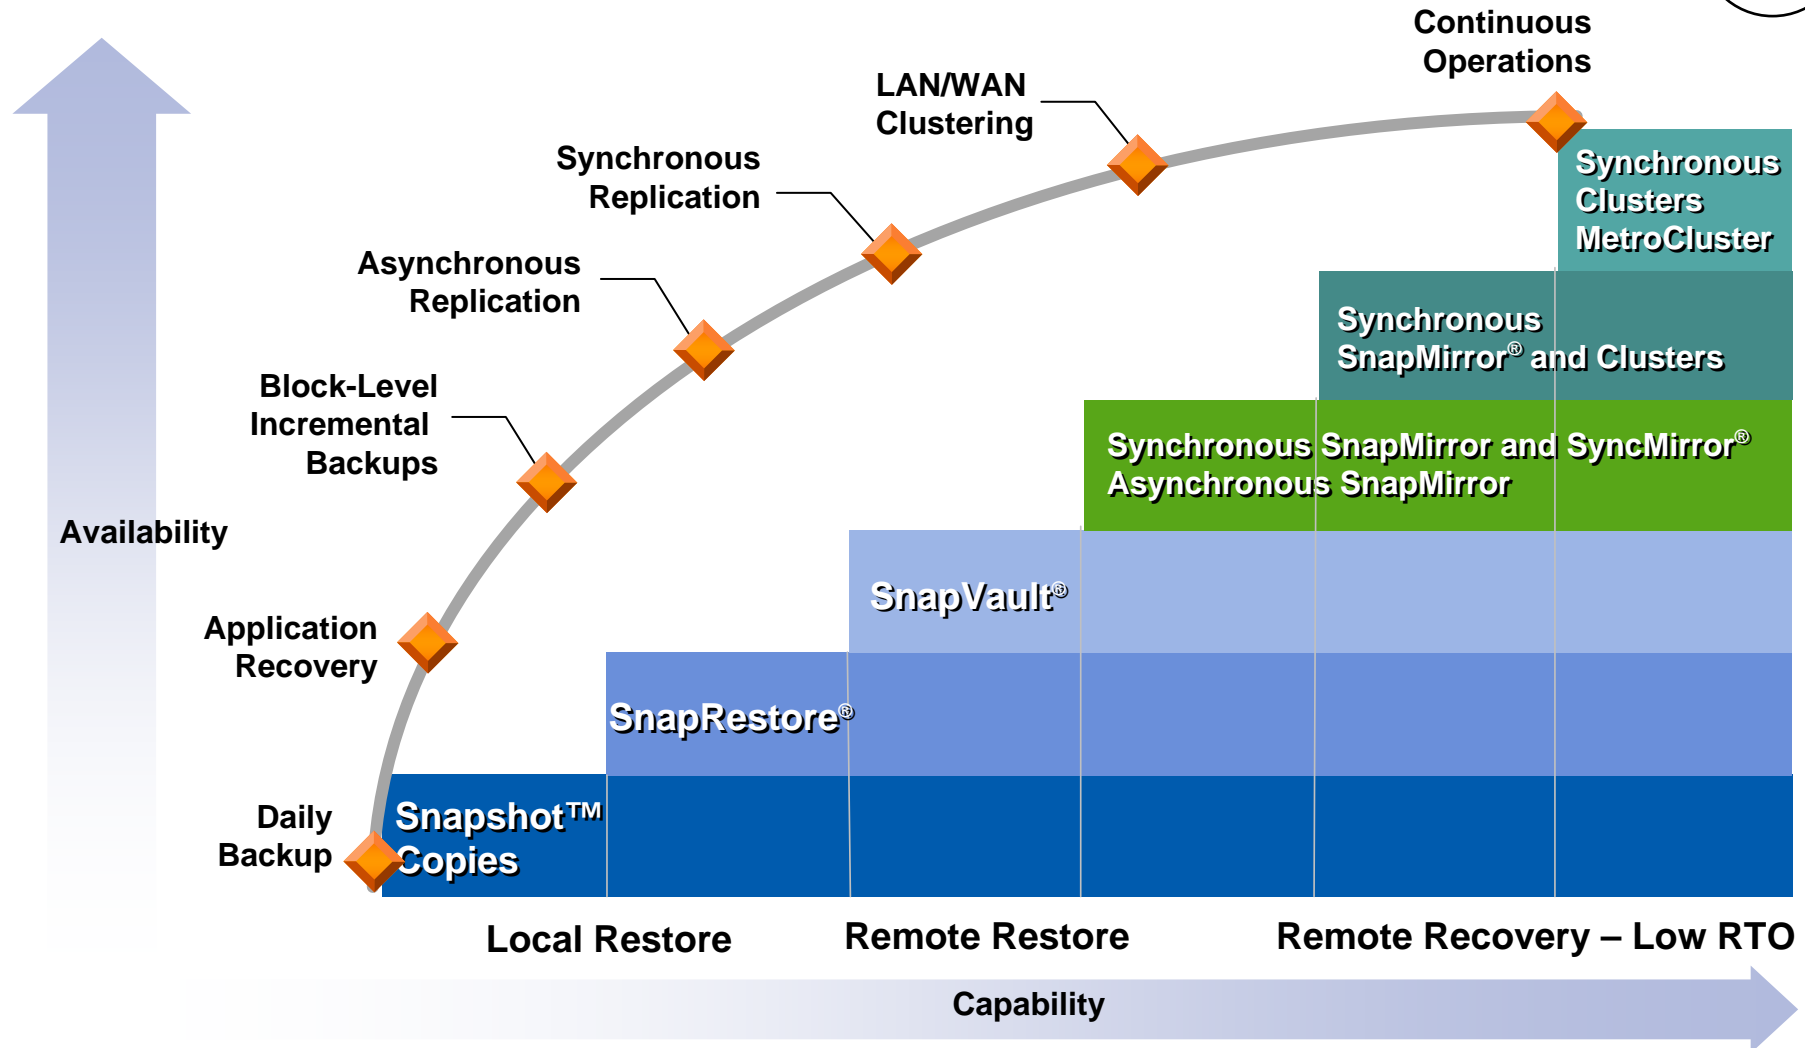 Continuous
Operations
LAN/WAN
Clustering
Synchronous
Replication
Asynchronous
Replication
Block-Level
Incremental
Backups
Availability
Application
Recovery
Daily
Backup
Synchronous
Clusters
MetroCluster
Synchronous
SnapMirror® and Clusters
Synchronous SnapMirror and SyncMirror®
Asynchronous SnapMirror
SnapVault®
SnapRestore®
Snapshot™
Copies
Local Restore
Remote Restore
Remote Recovery – Low RTO
Capability